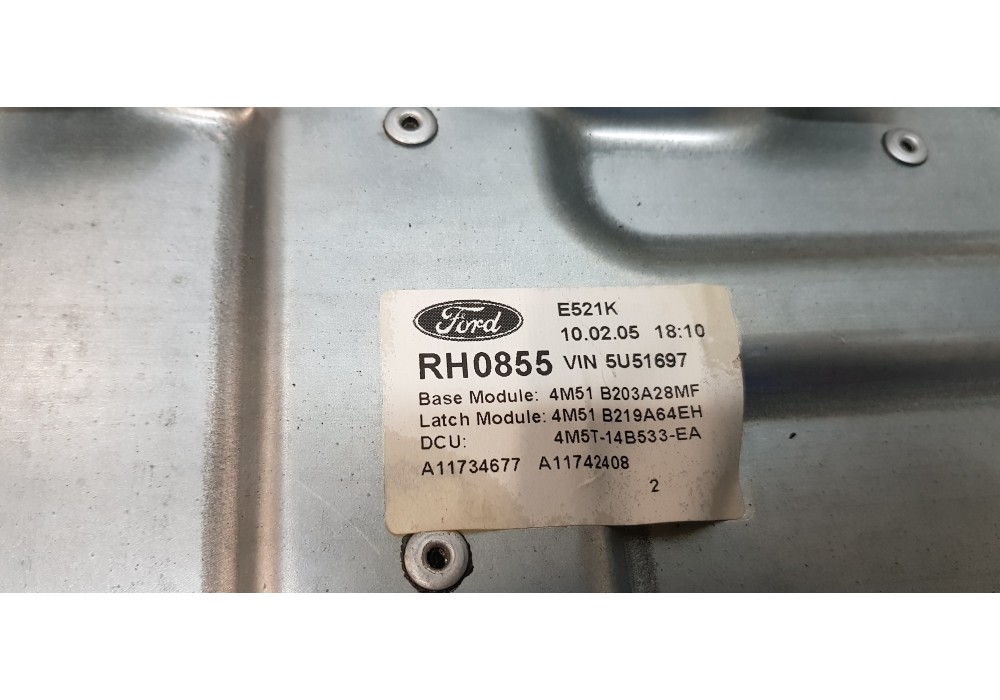 Ford
E521K
10.02.05 18:10
RH0855 VIN 5U51697
Base Module: 4M51 B203A28MF
Latch Module: 4M51 B219A64EH
DCU: 4M5T-14B533-EA
A11734677 A11742408
2